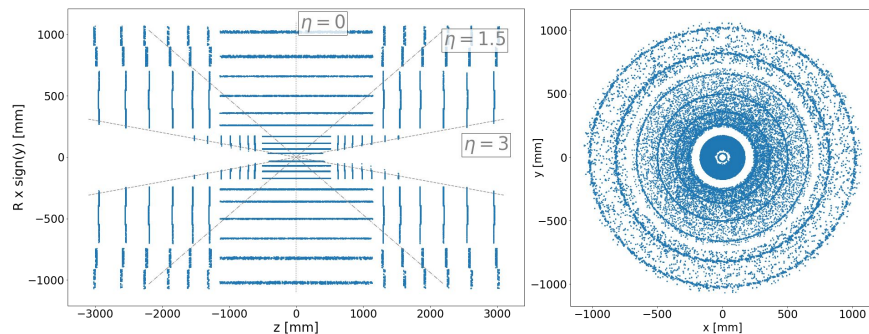 η = 0
η = 1.5
η = 3
R x sign(y) [mm]
1000
500
0
−500
−1000
−3000 −2000 −1000 0 1000 2000 3000
z [mm]
y [mm]
1000
500
0
−500
−1000
−1000 −500 0 500 1000
x [mm]